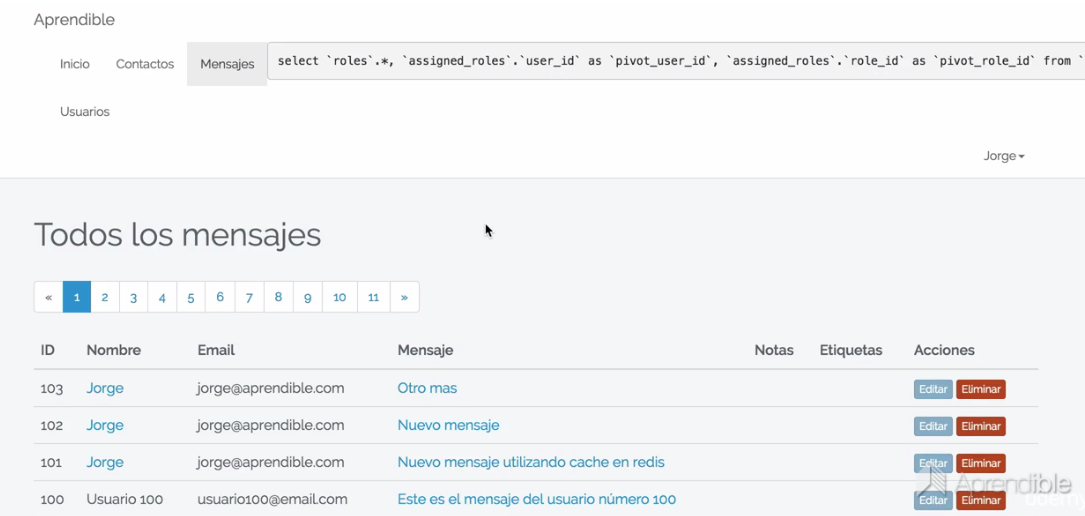 Aprendible
Inicio Contactos Mensajes select `roles`.*, `assigned_roles`.`user_id` as `pivot_user_id`, `assigned_roles`.`role_id` as `pivot_role_id` from `
Usuarios
Jorge
Todos los mensajes
« 1 2 3 4 5 6 7 8 9 10 11 »
ID Nombre Email Mensaje Notas Etiquetas Acciones
103 Jorge jorge@aprendible.com Otro mas Editar Eliminar
102 Jorge jorge@aprendible.com Nuevo mensaje Editar Eliminar
101 Jorge jorge@aprendible.com Nuevo mensaje utilizando cache en redis Editar Eliminar
100 Usuario 100 usuario100@email.com Este es el mensaje del usuario número 100 Editar Eliminar
Aprendible
udemy